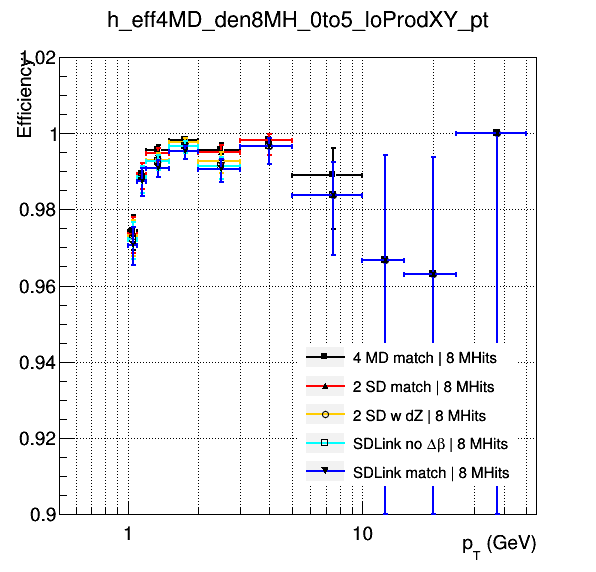 h_eff4MD_den8MH_0to5_loProdXY_pt
Efficiency
1.02
1
0.98
0.96
0.94
0.92
0.9
4 MD match | 8 MHits
2 SD match | 8 MHits
2 SD w dZ | 8 MHits
SDLink no Δβ | 8 MHits
SDLink match | 8 MHits
1
10
p_T (GeV)